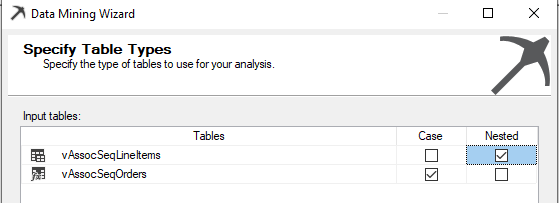 Data Mining Wizard
Specify Table Types
Specify the type of tables to use for your analysis.
Input tables:
Tables Case Nested
vAssocSeqLineItems
vAssocSeqOrders